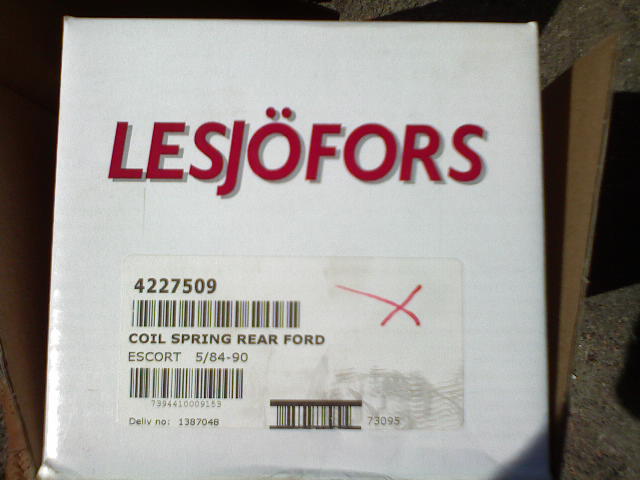 LESJÖFORS
4227509
COIL SPRING REAR FORD
ESCORT 5/84-90
7394410009153
Deliv no: 1387048
73095